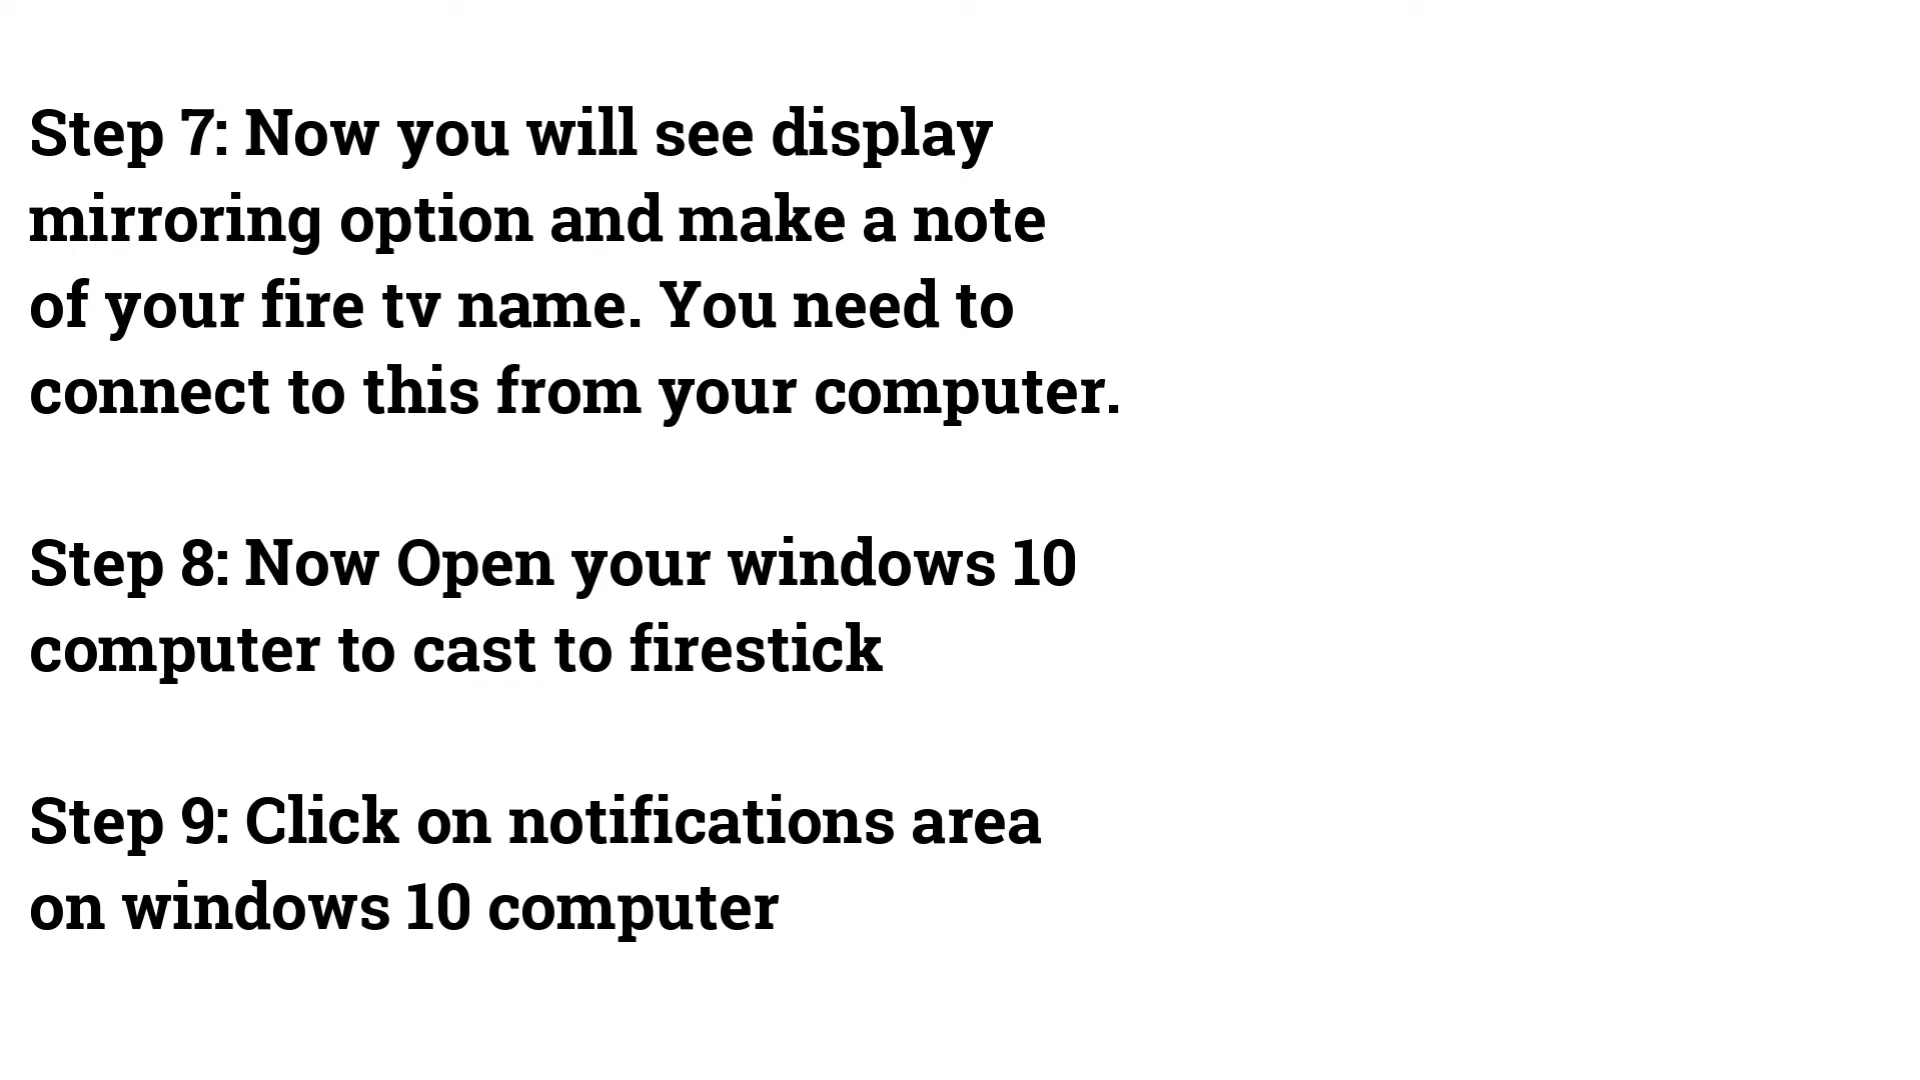 Step 7: Now you will see display
mirroring option and make a note
of your fire tv name. You need to
connect to this from your computer.
Step 8: Now Open your windows 10
computer to cast to firestick
Step 9: Click on notifications area
on windows 10 computer